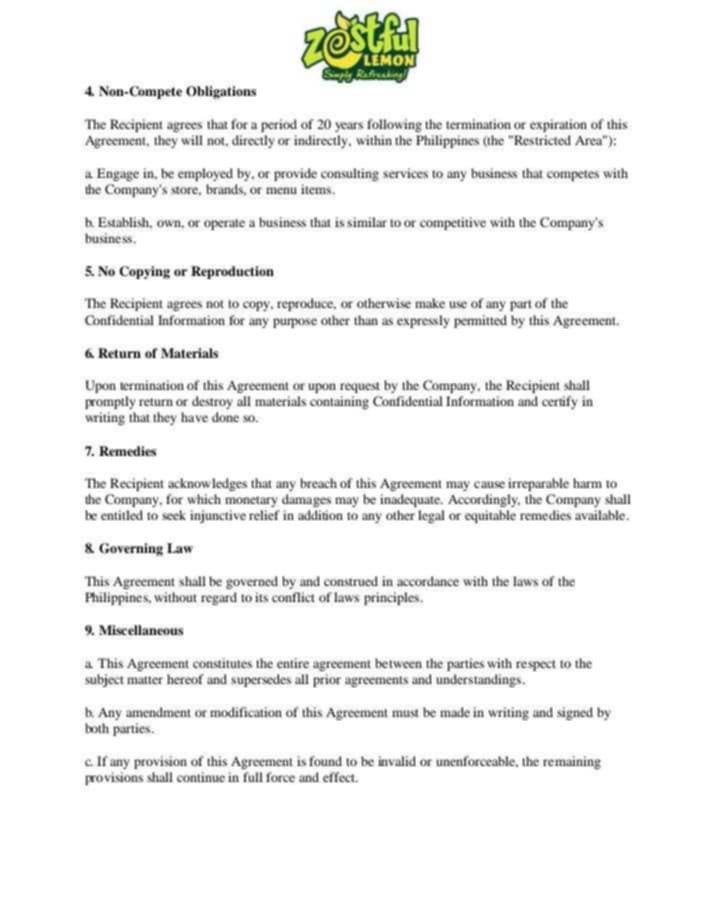 Zestful
LEMON
Simply Refreshing!
4. Non-Compete Obligations
The Recipient agrees that for a period of 20 years following the termination or expiration of this
Agreement, they will not, directly or indirectly, within the Philippines (the "Restricted Area"):
a. Engage in, be employed by, or provide consulting services to any business that competes with
the Company's store, brands, or menu items.
b. Establish, own, or operate a business that is similar to or competitive with the Company's
business.
5. No Copying or Reproduction
The Recipient agrees not to copy, reproduce, or otherwise make use of any part of the
Confidential Information for any purpose other than as expressly permitted by this Agreement.
6. Return of Materials
Upon termination of this Agreement or upon request by the Company, the Recipient shall
promptly return or destroy all materials containing Confidential Information and certify in
writing that they have done so.
7. Remedies
The Recipient acknowledges that any breach of this Agreement may cause irreparable harm to
the Company, for which monetary damages may be inadequate. Accordingly, the Company shall
be entitled to seek injunctive relief in addition to any other legal or equitable remedies available.
8. Governing Law
This Agreement shall be governed by and construed in accordance with the laws of the
Philippines, without regard to its conflict of laws principles.
9. Miscellaneous
a. This Agreement constitutes the entire agreement between the parties with respect to the
subject matter hereof and supersedes all prior agreements and understandings.
b. Any amendment or modification of this Agreement must be made in writing and signed by
both parties.
c. If any provision of this Agreement is found to be invalid or unenforceable, the remaining
provisions shall continue in full force and effect.